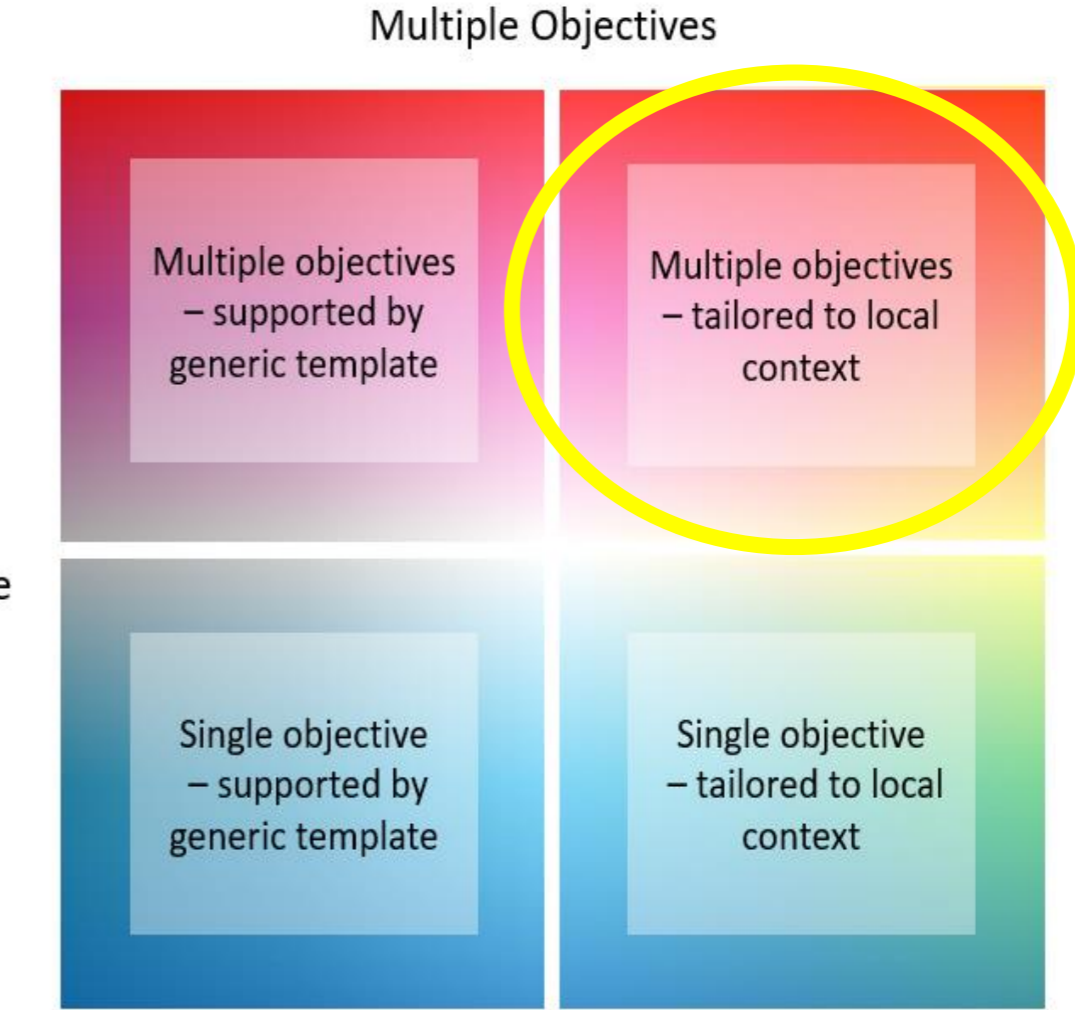 Multiple Objectives
Multiple objectives
– supported by
generic template
Multiple objectives
– tailored to local
context
e
Single objective
– supported by
generic template
Single objective
– tailored to local
context